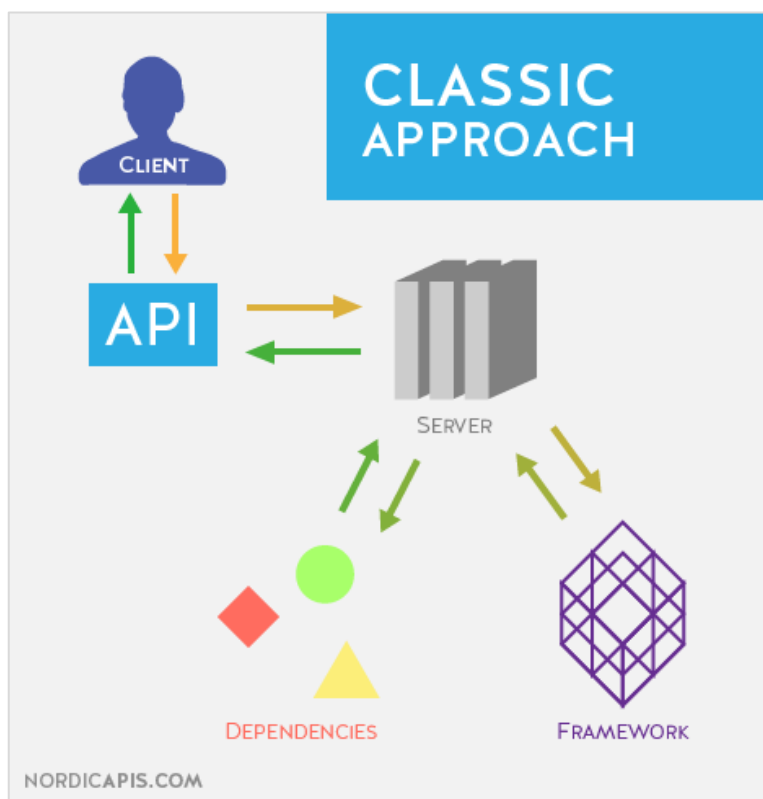 CLASSIC
APPROACH
CLIENT
API
SERVER
DEPENDENCIES
FRAMEWORK
NORDICAPIS.COM